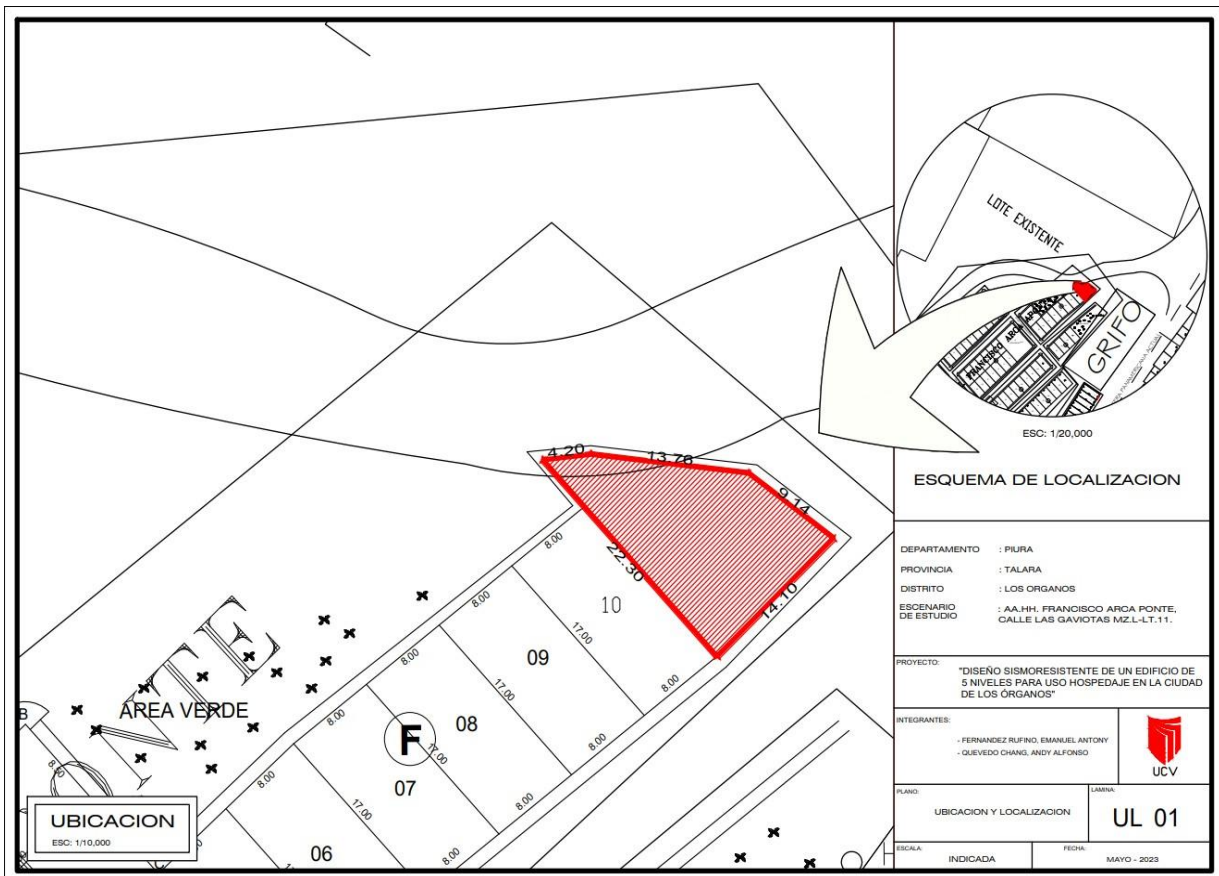 4.20
13.76
9.14
22.30
14.10
8.00
10
8.00
17.00
09
8.00
8.00
17.00
08
8.00
8.00
17.00
F
07
8.00
8.00
17.00
06
8.00
NTE
AREA VERDE
B
UBICACION
ESC: 1/10,000
LOTE EXISTENTE
FRANCISCO ARCA
GRIFO
ESC: 1/20,000
ESQUEMA DE LOCALIZACION
DEPARTAMENTO : PIURA
PROVINCIA : TALARA
DISTRITO : LOS ORGANOS
ESCENARIO DE ESTUDIO : AA.HH. FRANCISCO ARCA PONTE,
CALLE LAS GAVIOTAS MZ.L-LT.11.
PROYECTO:
"DISEÑO SISMORESISTENTE DE UN EDIFICIO DE
5 NIVELES PARA USO HOSPEDAJE EN LA CIUDAD
DE LOS ÓRGANOS"
INTEGRANTES:
- FERNANDEZ RUFINO, EMANUEL ANTONY
- QUEVEDO CHANG, ANDY ALFONSO
UCV
PLANO:
UBICACION Y LOCALIZACION
LAMINA:
UL 01
ESCALA:
INDICADA
FECHA:
MAYO - 2023